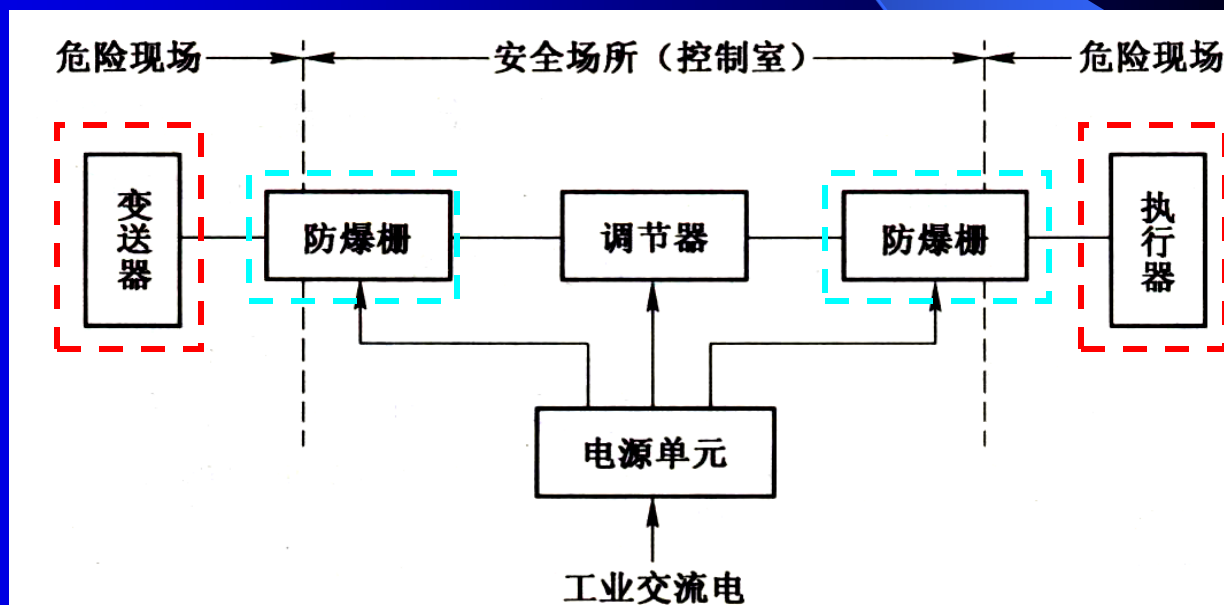 危险现场 安全场所（控制室） 危险现场
变送器 防爆栅 调节器 防爆栅 执行器
电源单元
工业交流电